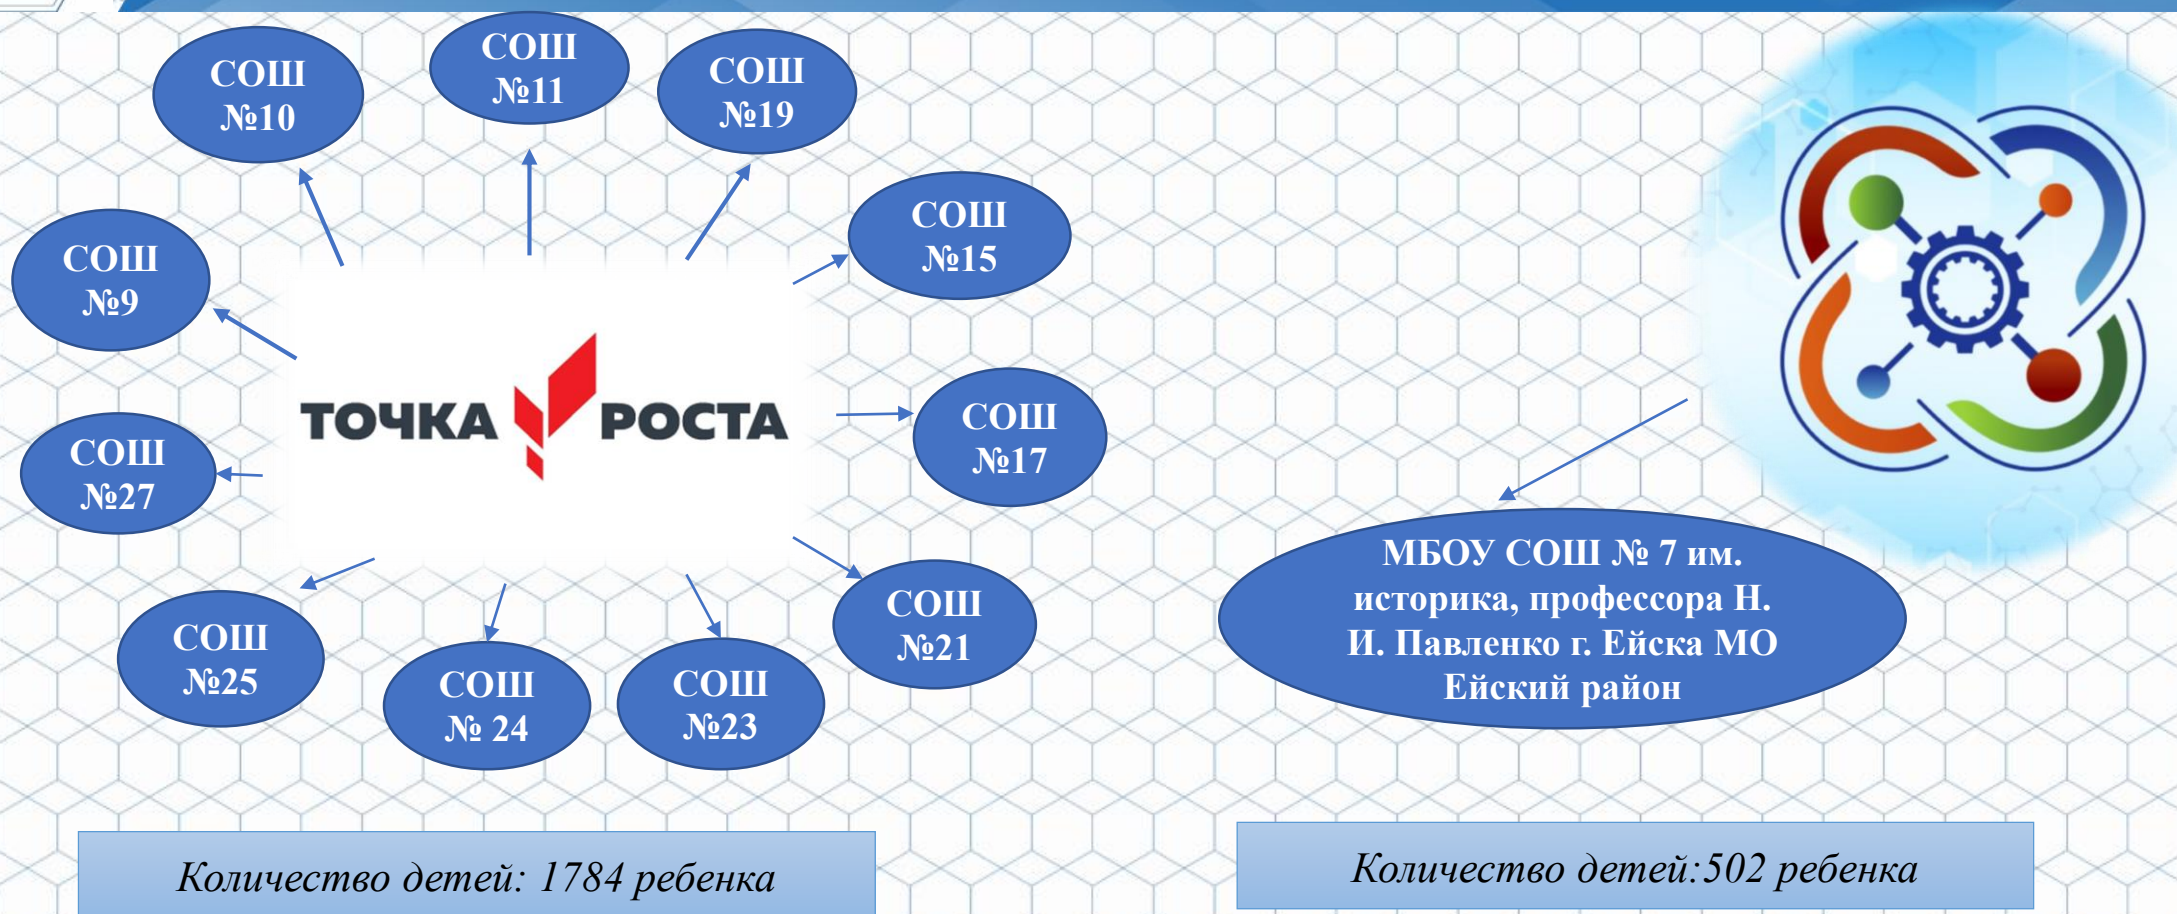 СОШ
№10
СОШ
№11
СОШ
№19
СОШ
№15
СОШ
№9
СОШ
№17
ТОЧКА РОСТА
СОШ
№27
СОШ
№25
СОШ
№ 24
СОШ
№23
СОШ
№21
МБОУ СОШ № 7 им.
историка, профессора Н.
И. Павленко г. Ейска МО
Ейский район
Количество детей: 1784 ребенка
Количество детей:502 ребенка